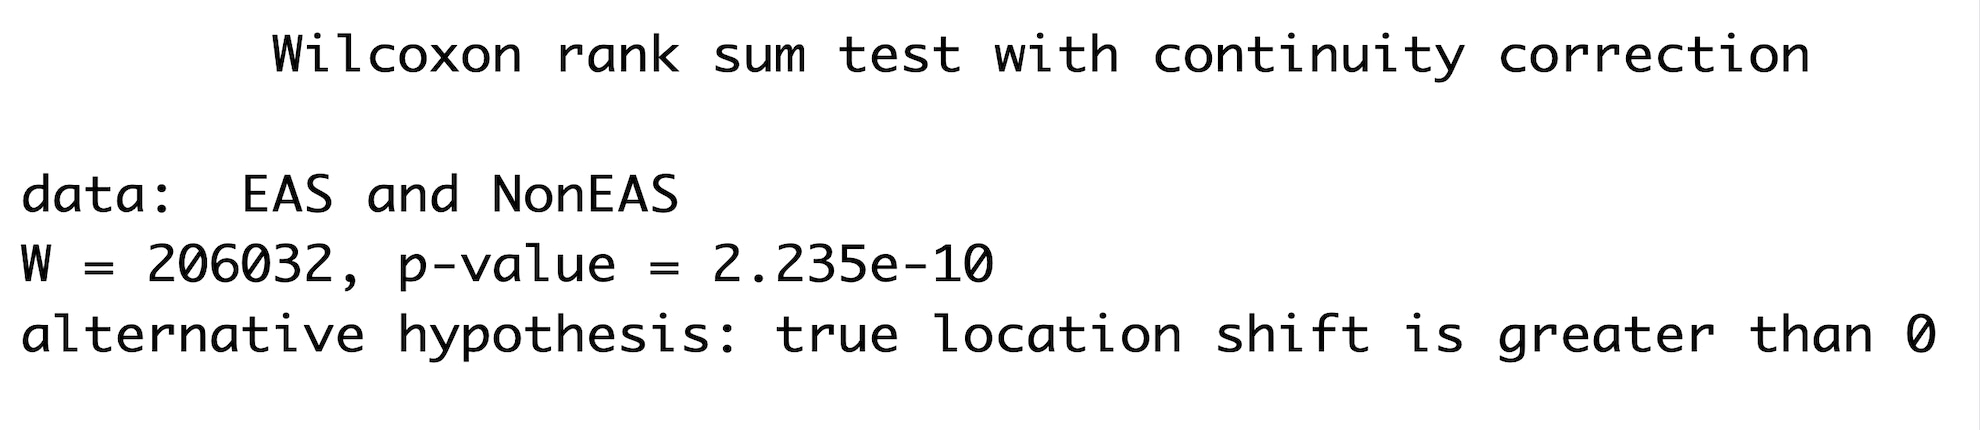 Wilcoxon rank sum test with continuity correction
data:  EAS and NonEAS
W = 206032, p-value = 2.235e-10
alternative hypothesis: true location shift is greater than 0